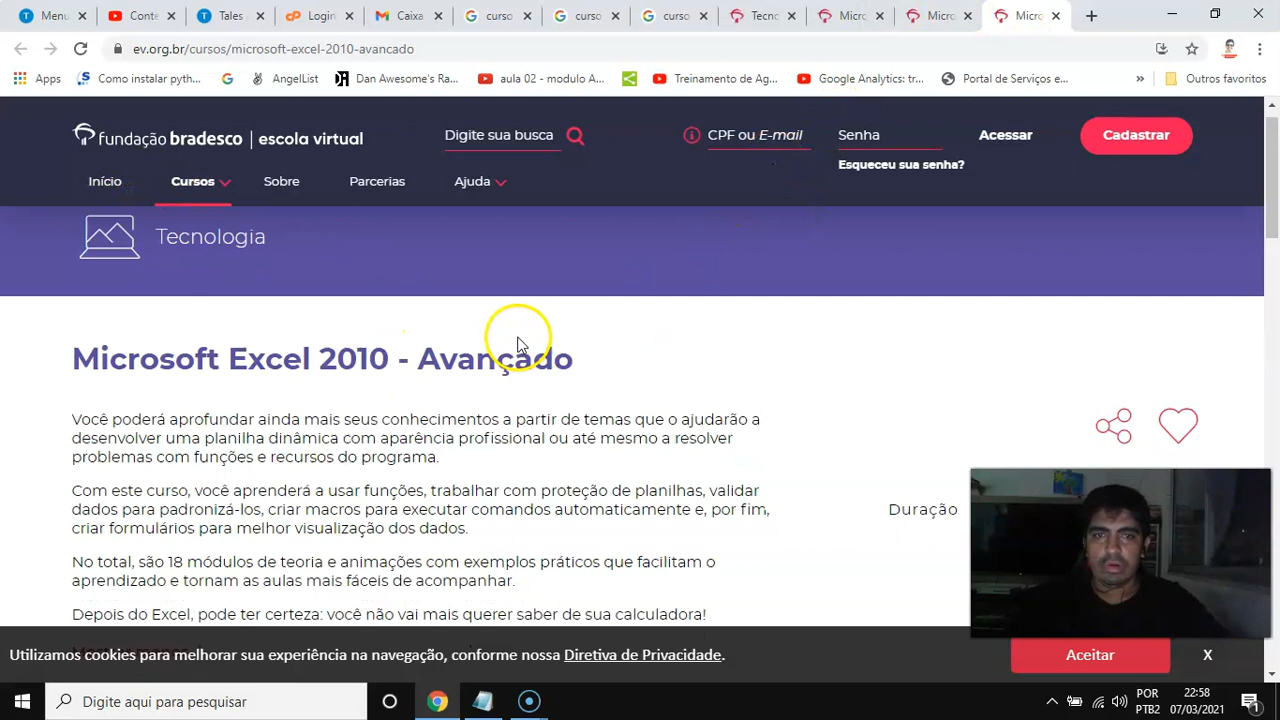 Menu
Conte
Tales
Login
Caixa
curso
curso
curso
Tecno
Micro
Micro
Micro
ev.org.br/cursos/microsoft-excel-2010-avancado
Apps
Como instalar pyth...
AngelList
Dan Awesome's Ra...
aula 02 - modulo A...
Treinamento de Ag...
Google Analytics: tr...
Portal de Serviços e...
»
Outros favoritos
fundação bradesco | escola virtual
Digite sua busca
CPF ou E-mail
Senha
Acessar
Cadastrar
Esqueceu sua senha?
Início
Cursos
Sobre
Parcerias
Ajuda
Tecnologia
Microsoft Excel 2010 - Avançado
Você poderá aprofundar ainda mais seus conhecimentos a partir de temas que o ajudarão a
desenvolver uma planilha dinâmica com aparência profissional ou até mesmo a resolver
problemas com funções e recursos do programa.
Com este curso, você aprenderá a usar funções, trabalhar com proteção de planilhas, validar
dados para padronizá-los, criar macros para executar comandos automaticamente e, por fim,
criar formulários para melhor visualização dos dados.
Duração
No total, são 18 módulos de teoria e animações com exemplos práticos que facilitam o
aprendizado e tornam as aulas mais fáceis de acompanhar.
Depois do Excel, pode ter certeza: você não vai mais querer saber de sua calculadora!
Utilizamos cookies para melhorar sua experiência na navegação, conforme nossa Diretiva de Privacidade.
Aceitar
X
Digite aqui para pesquisar
POR
PTB2
22:58
07/03/2021